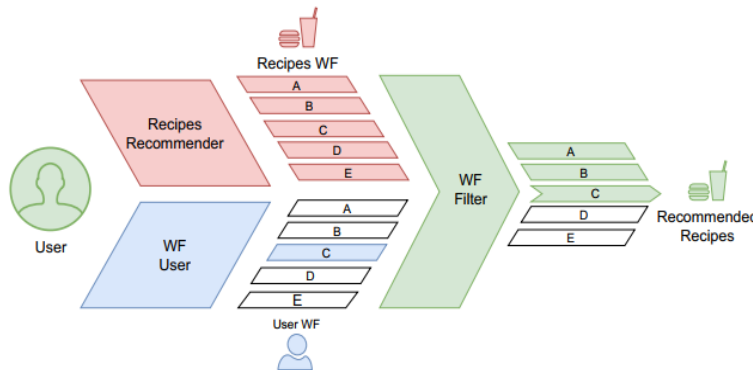 Recipes WF
A
B
C
D
E
Recipes
Recommender
User
WF
User
A
B
C
D
E
User WF
WF
Filter
A
B
C
D
E
Recommended
Recipes